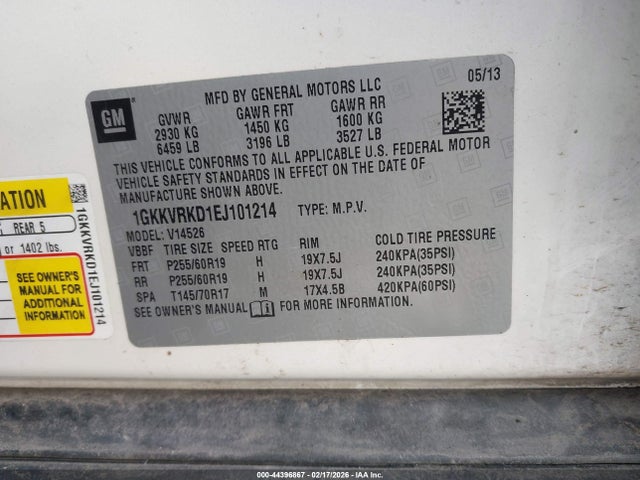 05/13
MFD BY GENERAL MOTORS LLC
GM
GVWR GAWR FRT GAWR RR
2930 KG 1450 KG 1600 KG
6459 LB 3196 LB 3527 LB
THIS VEHICLE CONFORMS TO ALL APPLICABLE U.S. FEDERAL MOTOR
VEHICLE SAFETY STANDARDS IN EFFECT ON THE DATE OF
MANUFACTURE SHOWN ABOVE.
1GKKVRKD1EJ101214 TYPE: M.P.V.
MODEL: V14526
VBBF TIRE SIZE SPEED RTG RIM COLD TIRE PRESSURE
FRT P255/60R19 H 19X7.5J 240KPA(35PSI)
RR P255/60R19 H 19X7.5J 240KPA(35PSI)
SPA T145/70R17 M 17X4.5B 420KPA(60PSI)
SEE OWNER'S MANUAL FOR MORE INFORMATION.
ATION
REAR 5
or 1402 lbs.
SEE OWNER'S
MANUAL FOR
ADDITIONAL
INFORMATION
1GKKVRKD1EJ101214
000-44396867 - 02/17/2026 - IAA Inc.